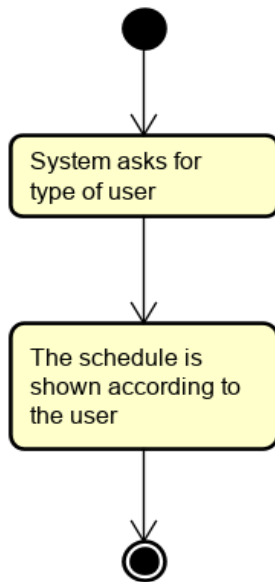 System asks for
type of user
The schedule is
shown according to
the user